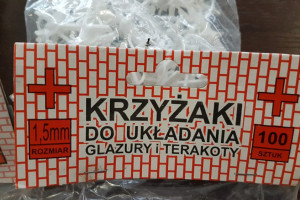 KRZYŻAKI
DO UKŁADANIA
GLAZURY i TERAKOTY
1,5mm
ROZMIAR
100
SZTUK